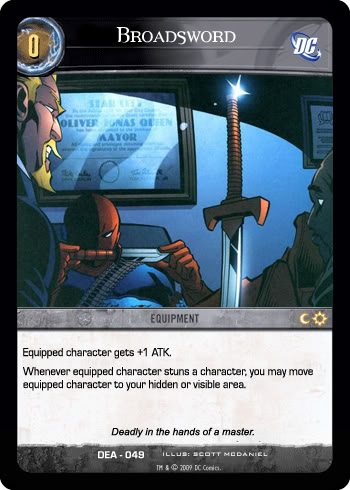 0
BROADSWORD
DC
STAR CITY
OLIVER JONAS QUEEN
MAYOR
EQUIPMENT
Equipped character gets +1 ATK.
Whenever equipped character stuns a character, you may move
equipped character to your hidden or visible area.
Deadly in the hands of a master.
DEA - 049 ILLUS: SCOTT MCDANIEL
TM & © 2009 DC Comics.